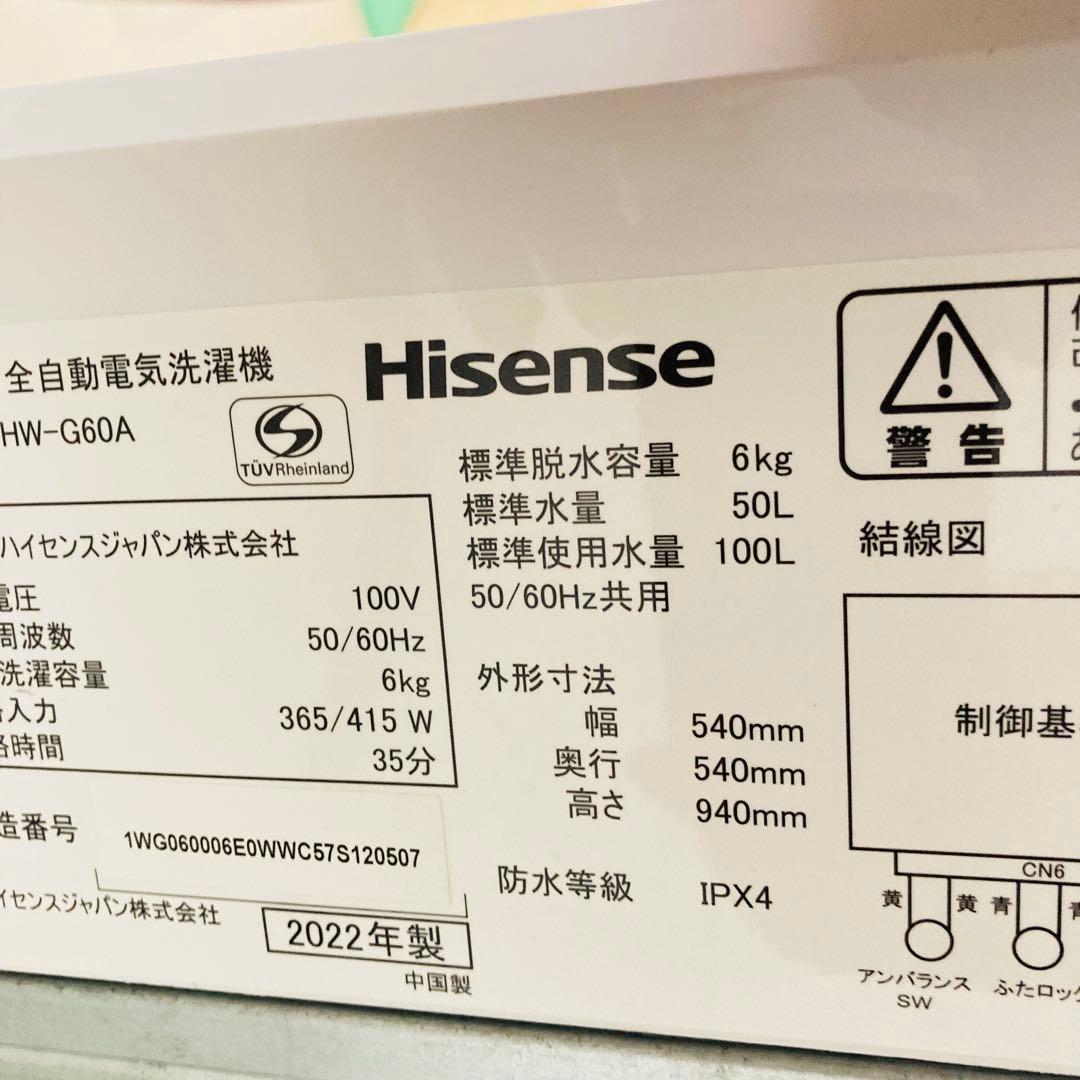 全自動電気洗濯機
HW-G60A
TÜVRheinland
Hisense
ハイセンスジャパン株式会社
電圧 100V
周波数 50/60Hz
洗濯容量 6kg
入力 365/415 W
時間 35分
造番号 1WG060006E0WWC57S120507
イセンスジャパン株式会社
2022年製
中国製
標準脱水容量 6kg
標準水量 50L
標準使用水量 100L
50/60Hz共用
外形寸法
幅 540mm
奥行 540mm
高さ 940mm
防水等級 IPX4
警告
結線図
制御基
CN6
黄 黄 青
アンバランス
SW
ふたロック